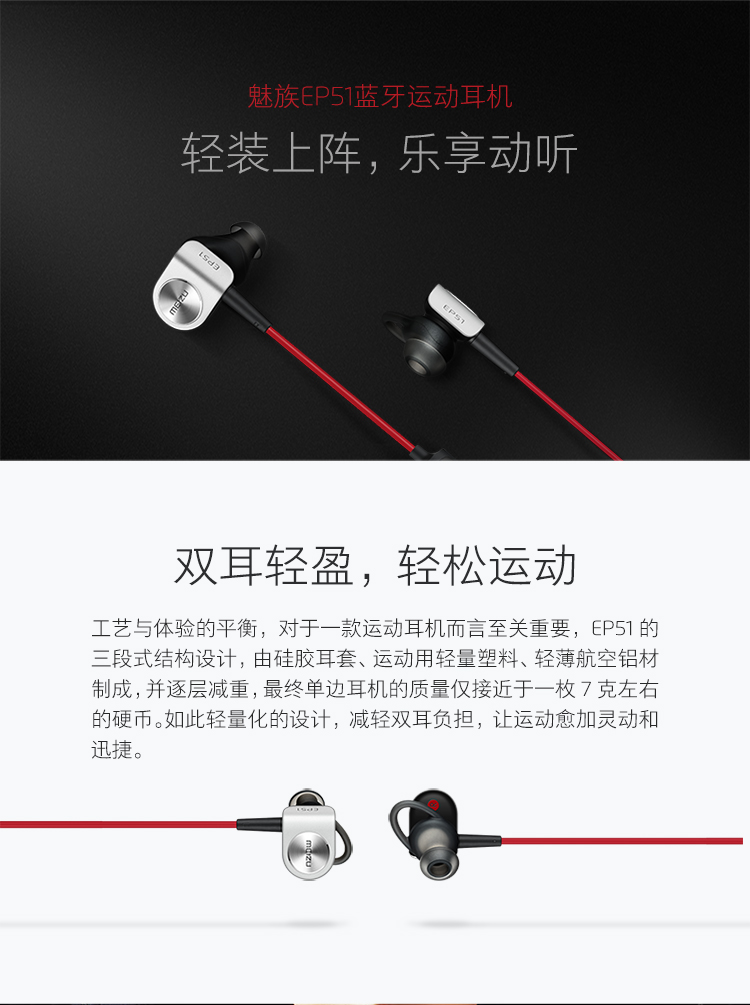 魅族EP51蓝牙运动耳机
轻装上阵，乐享动听
EP51
MEIZU
EP51
双耳轻盈，轻松运动
工艺与体验的平衡，对于一款运动耳机而言至关重要，EP51 的
三段式结构设计，由硅胶耳套、运动用轻量塑料、轻薄航空铝材
制成，并逐层减重，最终单边耳机的质量仅接近于一枚 7 克左右
的硬币。如此轻量化的设计，减轻双耳负担，让运动愈加灵动和
迅捷。
EP51
MEIZU